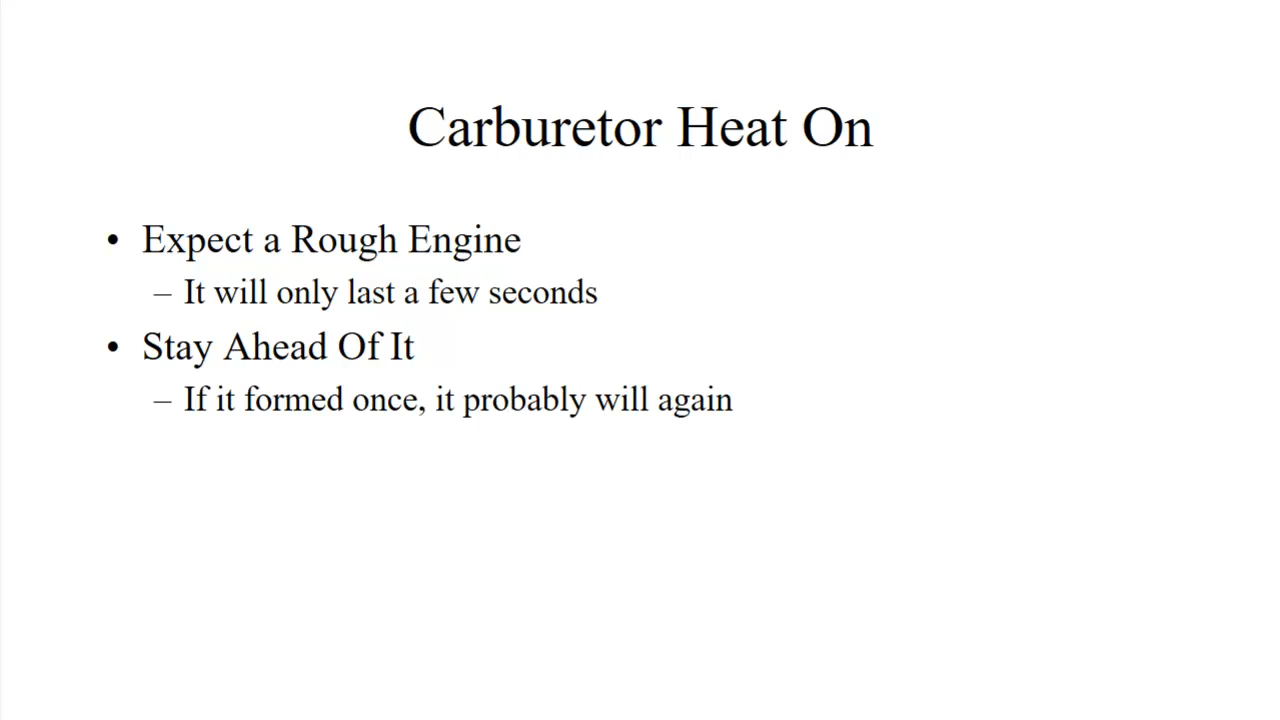 Carburetor Heat On
• Expect a Rough Engine
– It will only last a few seconds
• Stay Ahead Of It
– If it formed once, it probably will again